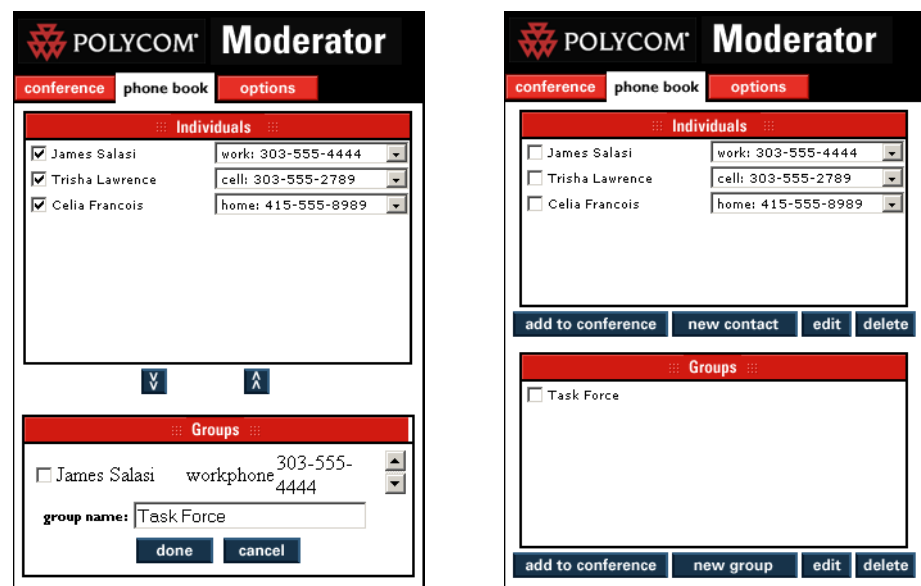 POLYCOM Moderator
conference phone book options
Individuals
James Salasi work: 303-555-4444
Trisha Lawrence cell: 303-555-2789
Celia Francois home: 415-555-8989
Groups
James Salasi workphone 303-555-
4444
group name: Task Force
done cancel
POLYCOM Moderator
conference phone book options
Individuals
James Salasi work: 303-555-4444
Trisha Lawrence cell: 303-555-2789
Celia Francois home: 415-555-8989
add to conference new contact edit delete
Groups
Task Force
add to conference new group edit delete